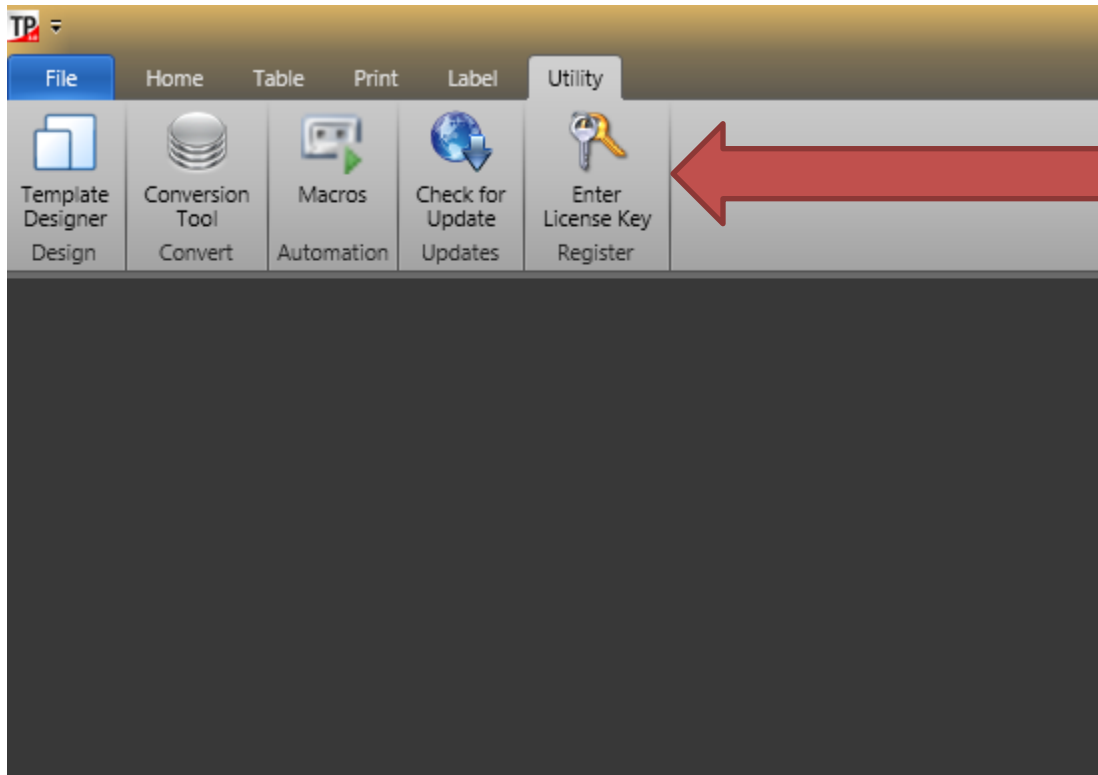 TP
File Home Table Print Label Utility
Template Designer
Conversion Tool
Macros
Check for Update
Enter License Key
Design Convert Automation Updates Register